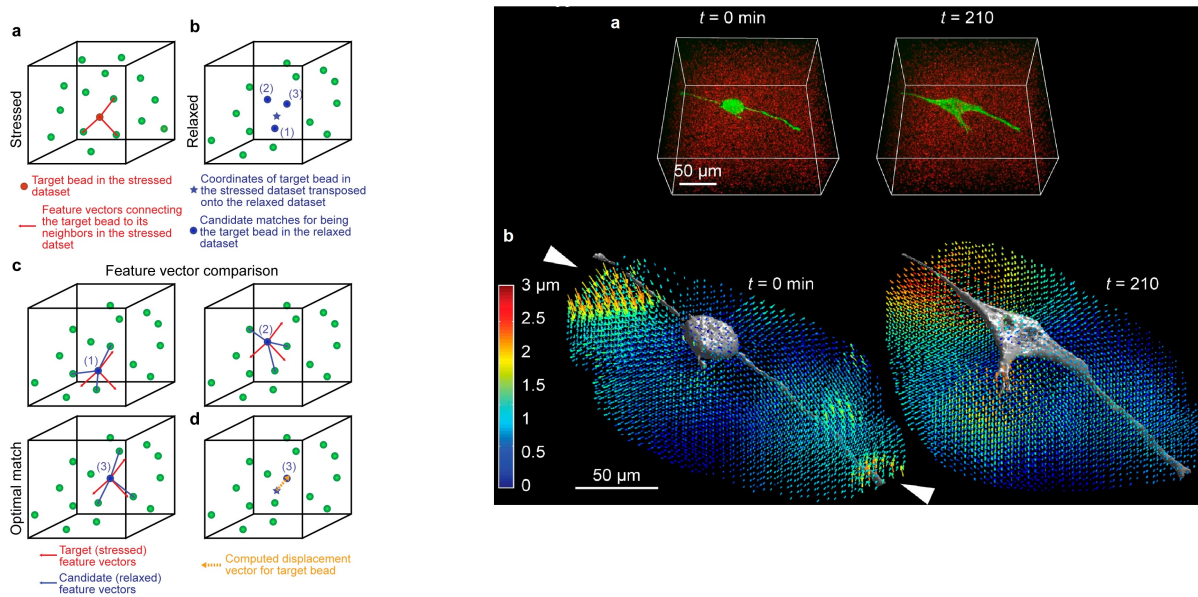 a
b
Stressed
Relaxed
(2)
(3)
(1)
Target bead in the stressed
dataset
Feature vectors connecting
the target bead to its
neighbors in the stressed
datset
Coordinates of target bead in
the stressed dataset transposed
onto the relaxed dataset
Candidate matches for being
the target bead in the relaxed
dataset
c
Feature vector comparison
(1)
(2)
Optimal match
(3)
d
(3)
Target (stressed)
feature vectors
Candidate (relaxed)
feature vectors
Computed displacement
vector for target bead
a
t = 0 min
t = 210
50 µm
b
3 µm
2.5
2
1.5
1
0.5
0
t = 0 min
t = 210
50 µm